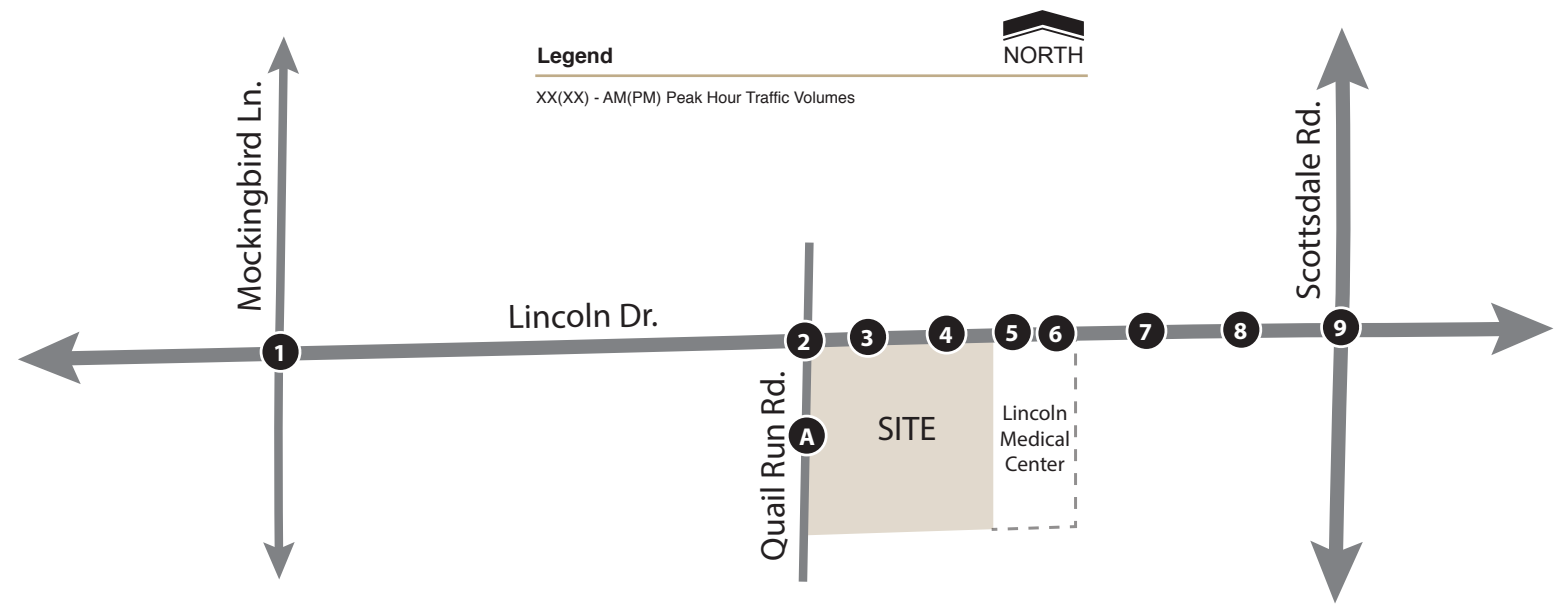 Legend
NORTH
XX(XX) - AM(PM) Peak Hour Traffic Volumes
Mockingbird Ln.
Scottsdale Rd.
Lincoln Dr.
1
2
3
4
5
6
7
8
9
Quail Run Rd.
A
SITE
Lincoln
Medical
Center